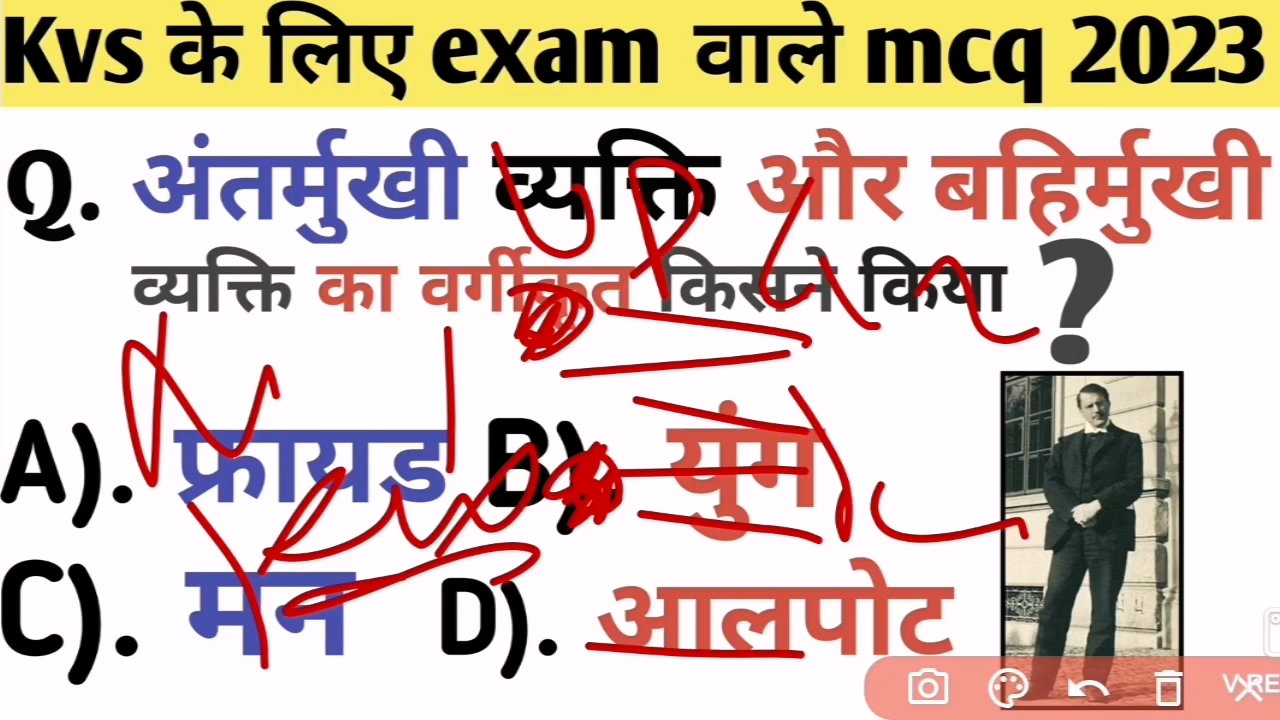 Kvs के लिए exam वाले mcq 2023
Q. अंतर्मुखी व्यक्ति और बहिर्मुखी
व्यक्ति का वर्गीकृत किसने किया ?
A). फ्रायड B). युंग
C). मन D). आलपोट